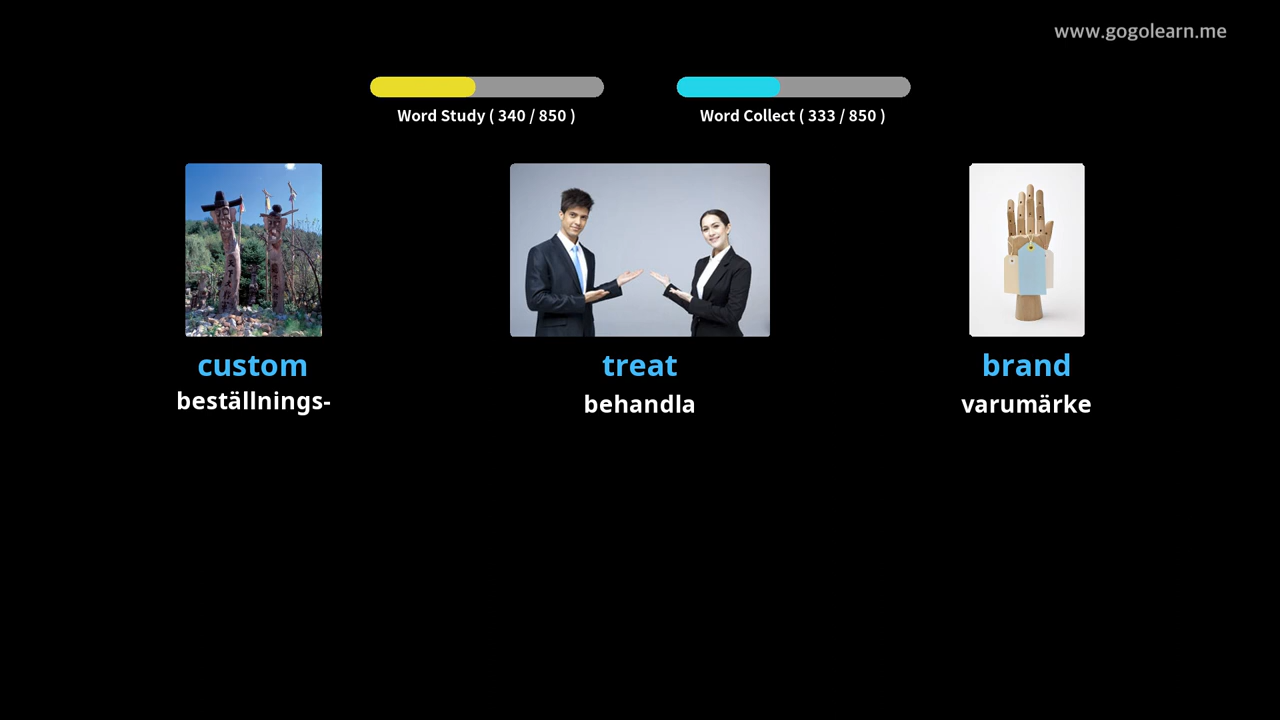 www.gogolearn.me
Word Study ( 340 / 850 )
Word Collect ( 333 / 850 )
custom
treat
brand
beställnings-
behandla
varumärke